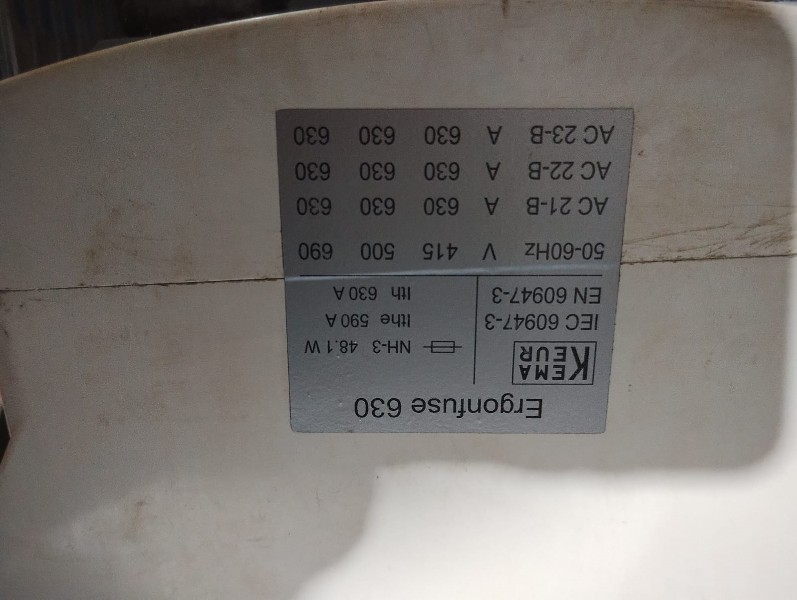 Ergonfuse 630
KEMA
KEUR
NH-3 48.1 W
IEC 60947-3
Ithe 590 A
EN 60947-3
Ith 630 A
50-60Hz V 415 500 690
AC 21-B A 630 630 630
AC 22-B A 630 630 630
AC 23-B A 630 630 630